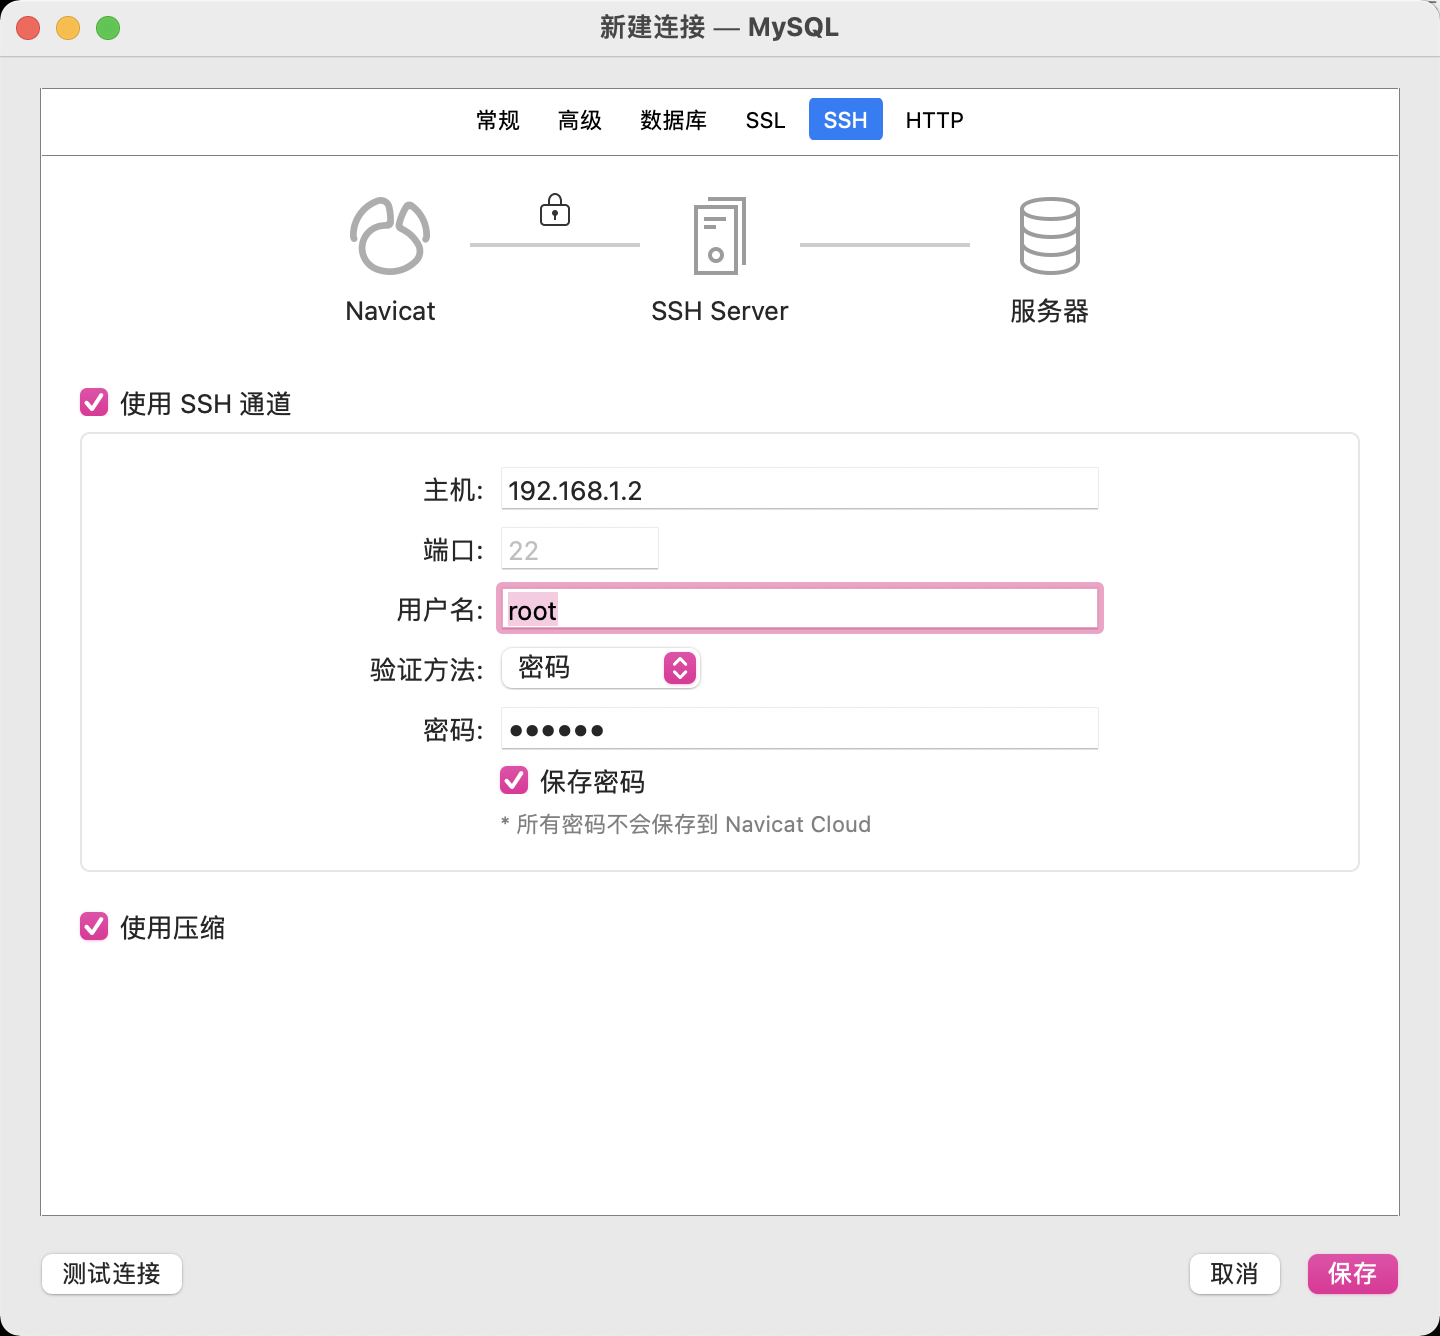 新建连接 — MySQL
常规 高级 数据库 SSL SSH HTTP
Navicat SSH Server 服务器
使用 SSH 通道
主机: 192.168.1.2
端口: 22
用户名: root
验证方法: 密码
密码: ••••••
保存密码
* 所有密码不会保存到 Navicat Cloud
使用压缩
测试连接 取消 保存